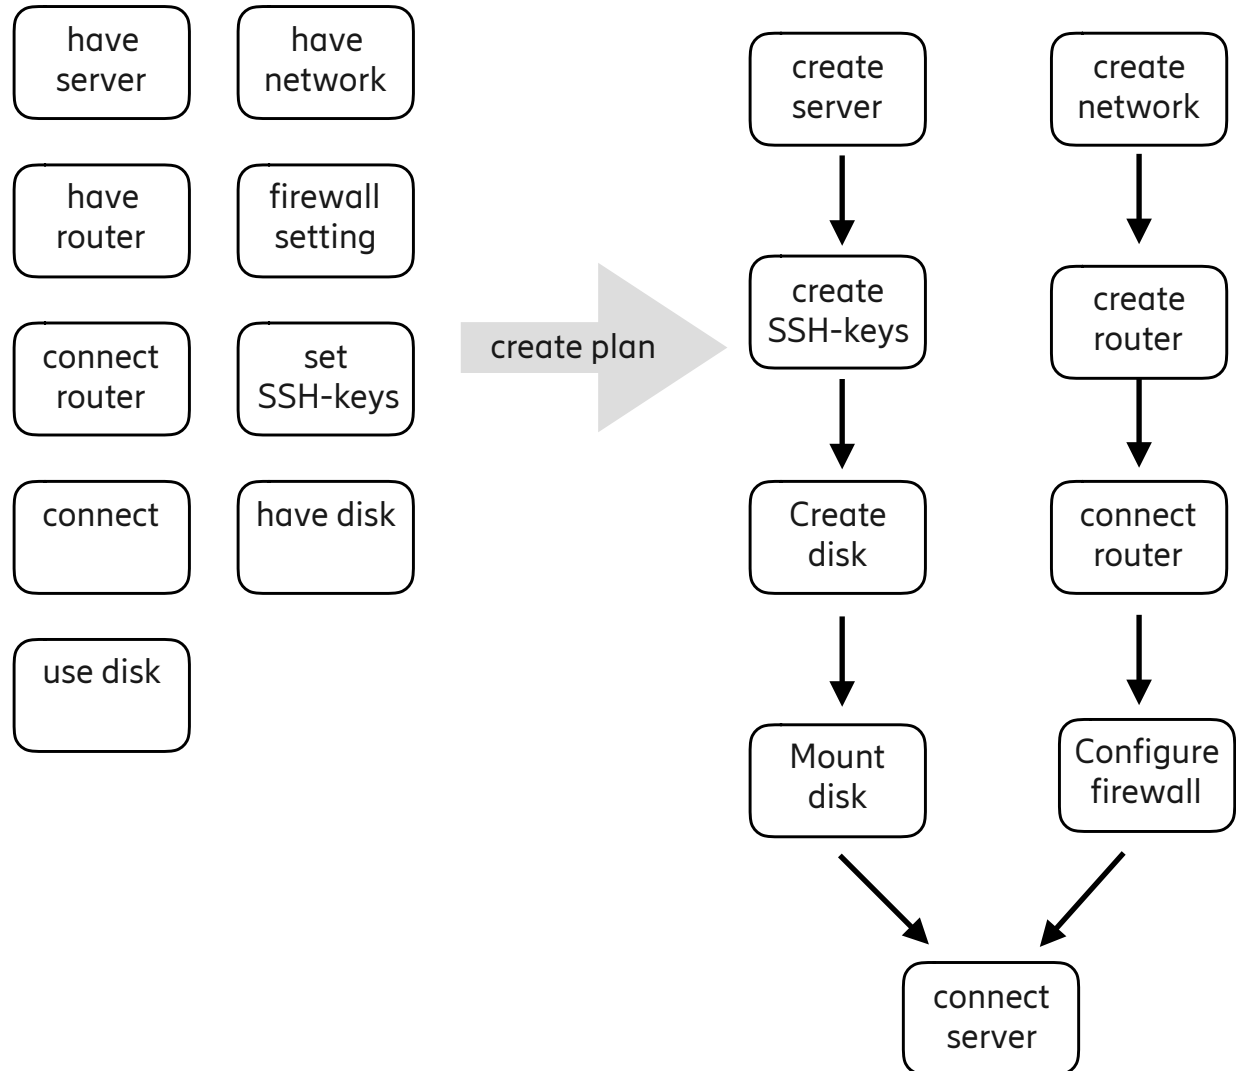 have
server
have
network
have
router
firewall
setting
connect
router
set
SSH-keys
connect
have disk
use disk
create plan
create
server
create
SSH-keys
Create
disk
Mount
disk
create
network
create
router
connect
router
Configure
firewall
connect
server